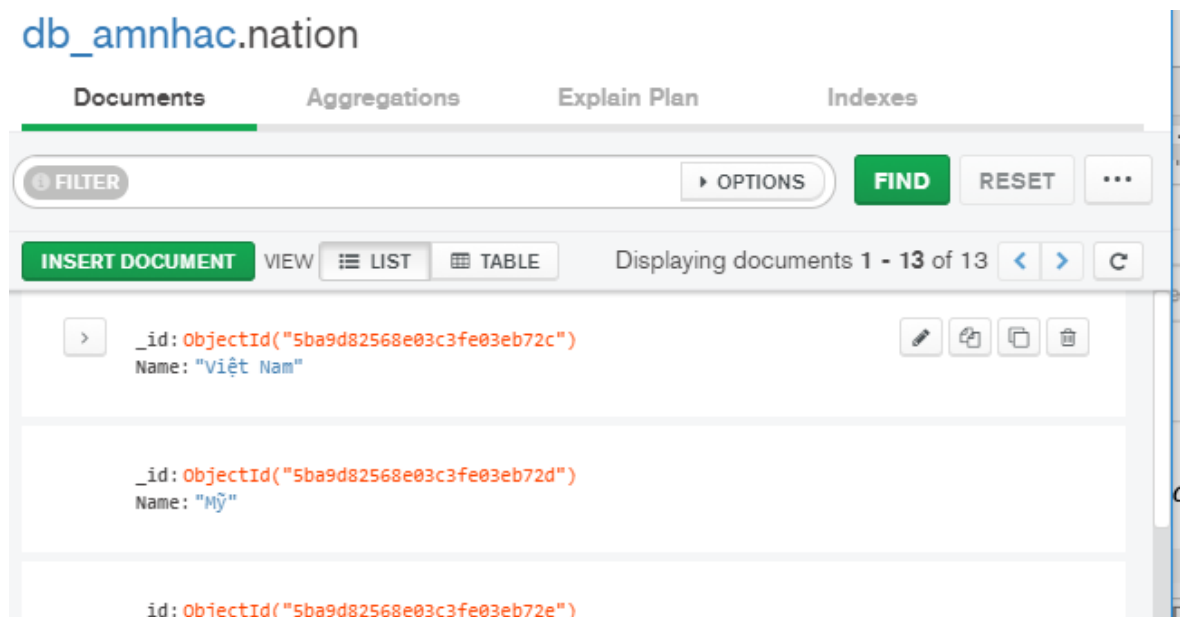 db_amnhac.nation
Documents Aggregations Explain Plan Indexes
FILTER OPTIONS FIND RESET ...
INSERT DOCUMENT VIEW LIST TABLE Displaying documents 1 - 13 of 13
_id: ObjectId("5ba9d82568e03c3fe03eb72c")
Name: "Việt Nam"
_id: ObjectId("5ba9d82568e03c3fe03eb72d")
Name: "Mỹ"
_id: ObjectId("5ba9d82568e03c3fe03eb72e")